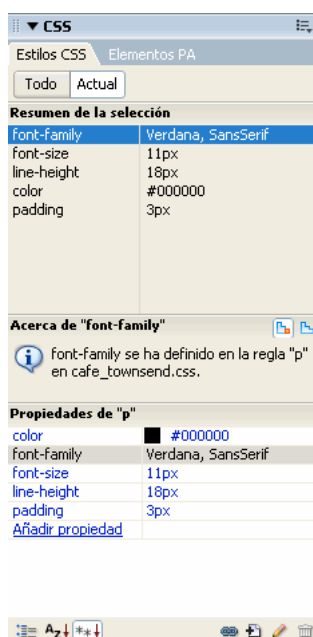 CSS
Estilos CSS Elementos PA
Todo Actual
Resumen de la selección
font-family Verdana, SansSerif
font-size 11px
line-height 18px
color #000000
padding 3px
Acerca de "font-family"
font-family se ha definido en la regla "p"
en cafe_townsend.css.
Propiedades de "p"
color #000000
font-family Verdana, SansSerif
font-size 11px
line-height 18px
padding 3px
Añadir propiedad